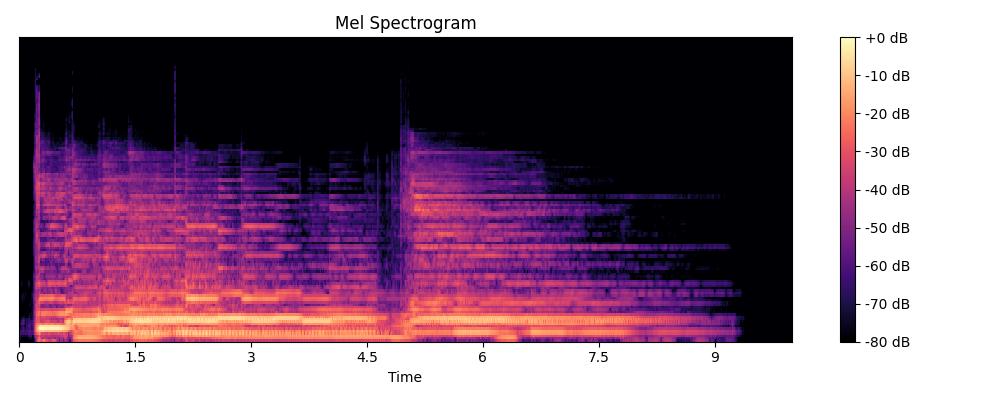 Mel Spectrogram
+0 dB
-10 dB
-20 dB
-30 dB
-40 dB
-50 dB
-60 dB
-70 dB
-80 dB
0 1.5 3 4.5 6 7.5 9
Time